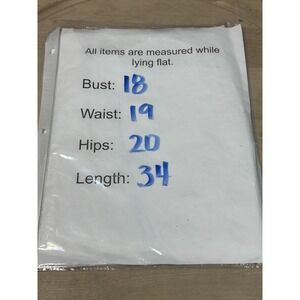 All items are measured while
lying flat.
Bust: 18
Waist: 19
Hips: 20
Length: 34